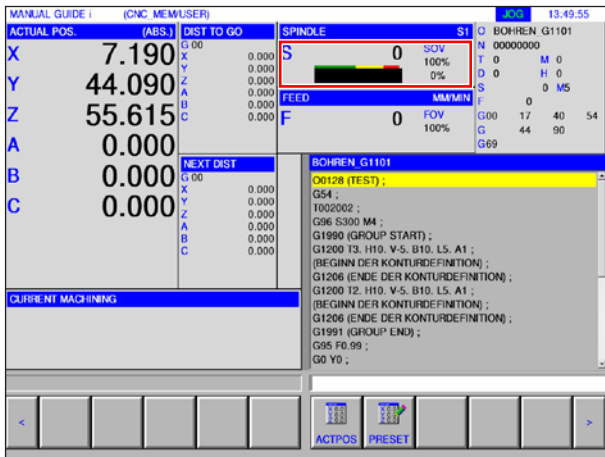 MANUAL GUIDE i (CNC_MEM/USER) JOG 13:49:55
ACTUAL POS. (ABS.)
X 7.190
Y 44.090
Z 55.615
A 0.000
B 0.000
C 0.000
DIST TO GO
G 00
X 0.000
Y 0.000
Z 0.000
A 0.000
B 0.000
C 0.000
SPINDLE S1
S 0 SOV
100%
0%
FEED MM/MIN
F 0 FOV
100%
O BOHREN G1101
N 00000000
T 0 M 0
D 0 H 0
S 0 M5
F 0
G00 17 40 54
G 44 90
G69
NEXT DIST
G 00
X 0.000
Y 0.000
Z 0.000
A 0.000
B 0.000
C 0.000
BOHREN_G1101
O0128 (TEST) ;
G54 ;
T002002 ;
G96 S300 M4 ;
G1990 (GROUP START) ;
G1200 T3. H10. V-5. B10. L5. A1 ;
(BEGINN DER KONTURDEFINITION) ;
G1206 (ENDE DER KONTURDEFINITION) ;
G1200 T2. H10. V-5. B10. L5. A1 ;
(BEGINN DER KONTURDEFINITION) ;
G1206 (ENDE DER KONTURDEFINITION) ;
G1991 (GROUP END) ;
G95 F0.99 ;
G0 Y0 ;
CURRENT MACHINING
< ACTPOS PRESET >